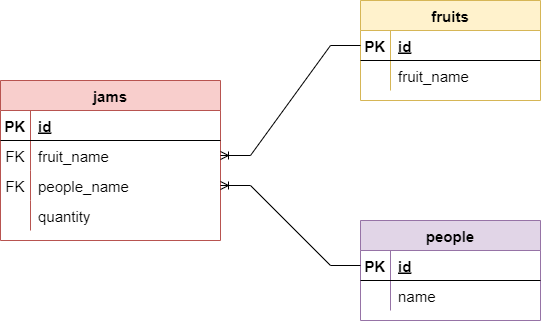 fruits
PK id
fruit_name
jams
PK id
FK fruit_name
FK people_name
quantity
people
PK id
name